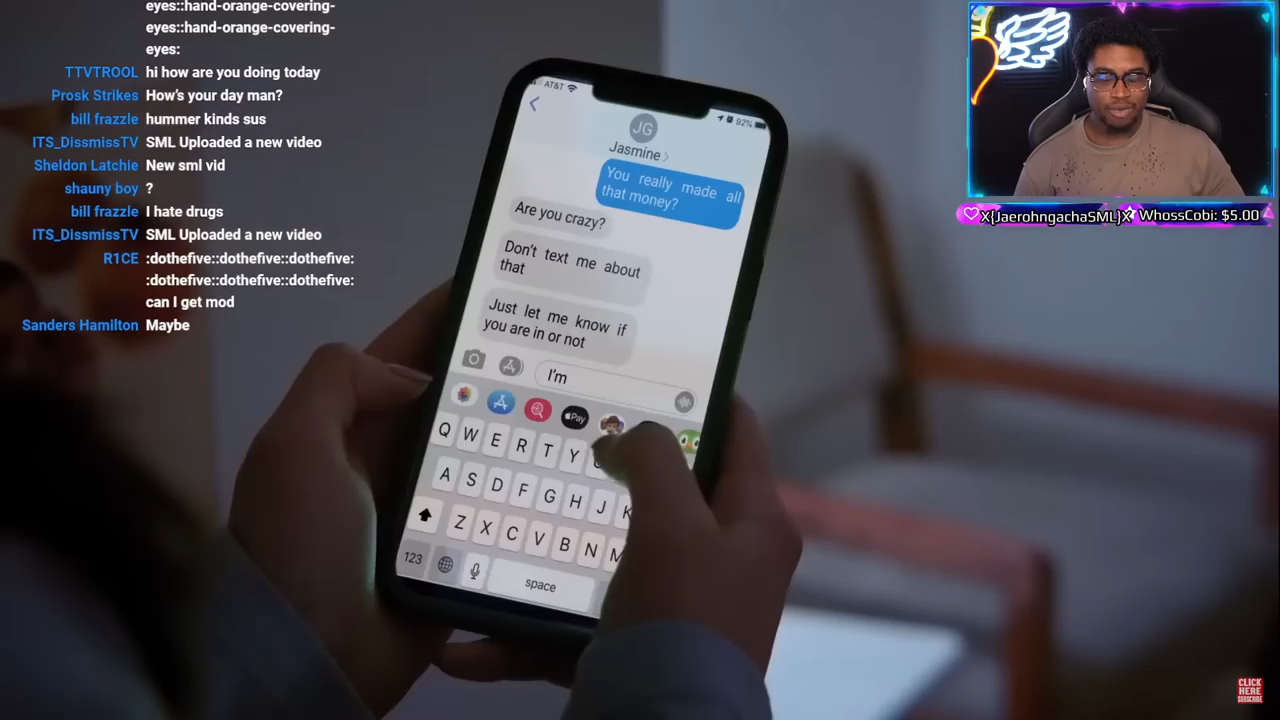 eyes::hand-orange-covering-
eyes::hand-orange-covering-
eyes:
TTVTROOL hi how are you doing today
Prosk Strikes How's your day man?
bill frazzle hummer kinds sus
ITS_DissmissTV SML Uploaded a new video
Sheldon Latchie New sml vid
shauny boy ?
bill frazzle I hate drugs
ITS_DissmissTV SML Uploaded a new video
R1CE :dothefive::dothefive::dothefive:
:dothefive::dothefive::dothefive:
can I get mod
Sanders Hamilton Maybe
AT&T
92%
JG
Jasmine
You really made all
that money?
Are you crazy?
Don't text me about
that
Just let me know if
you are in or not
I'm
Pay
Q W E R T Y
A S D F G H J K
Z X C V B N M
123 space
X{JaerohngachaSML}X WhossCobi: $5.00
CLICK
HERE
SUBSCRIBE